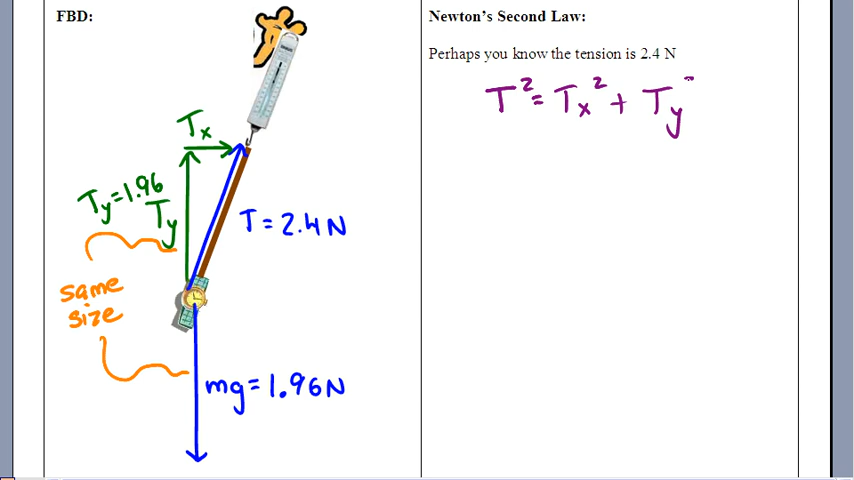 FBD:
Newton's Second Law:
Perhaps you know the tension is 2.4 N
T² = Tx² + Ty
Tx
Ty=1.96
Ty
T = 2.4N
same
size
mg=1.96N